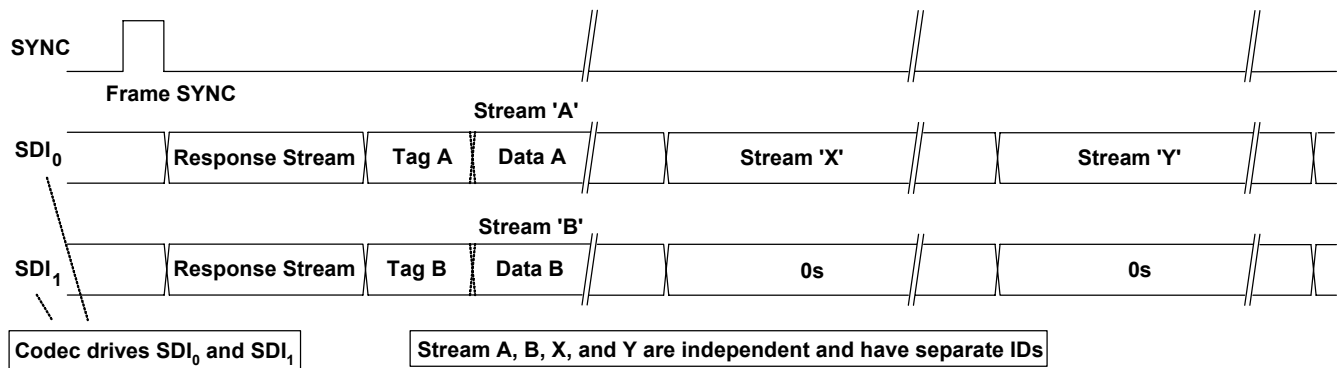 SYNC
Frame SYNC
Stream 'A'
SDI0 Response Stream Tag A Data A Stream 'X' Stream 'Y'
Stream 'B'
SDI1 Response Stream Tag B Data B 0s 0s
Codec drives SDI0 and SDI1
Stream A, B, X, and Y are independent and have separate IDs